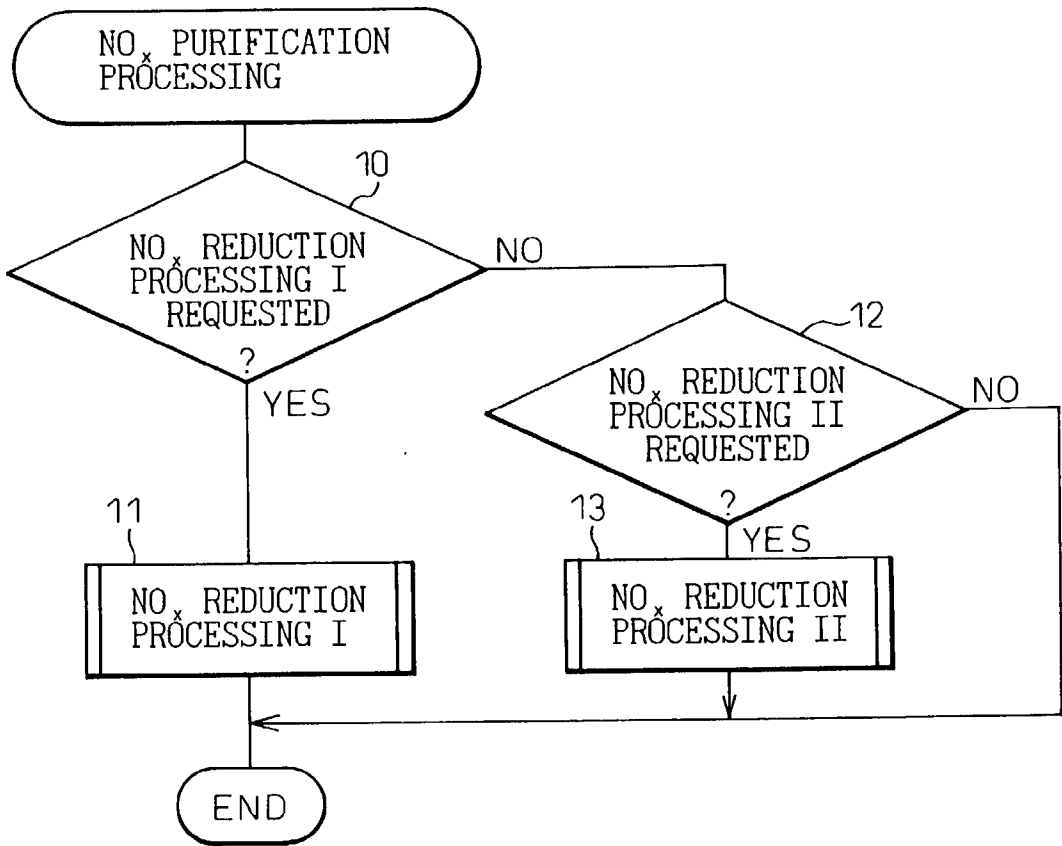 NOₓ PURIFICATION
PROCESSING
10
NOₓ REDUCTION
PROCESSING I
REQUESTED
?
NO
YES
12
NOₓ REDUCTION
PROCESSING II
REQUESTED
?
NO
YES
11
NOₓ REDUCTION
PROCESSING I
13
NOₓ REDUCTION
PROCESSING II
END